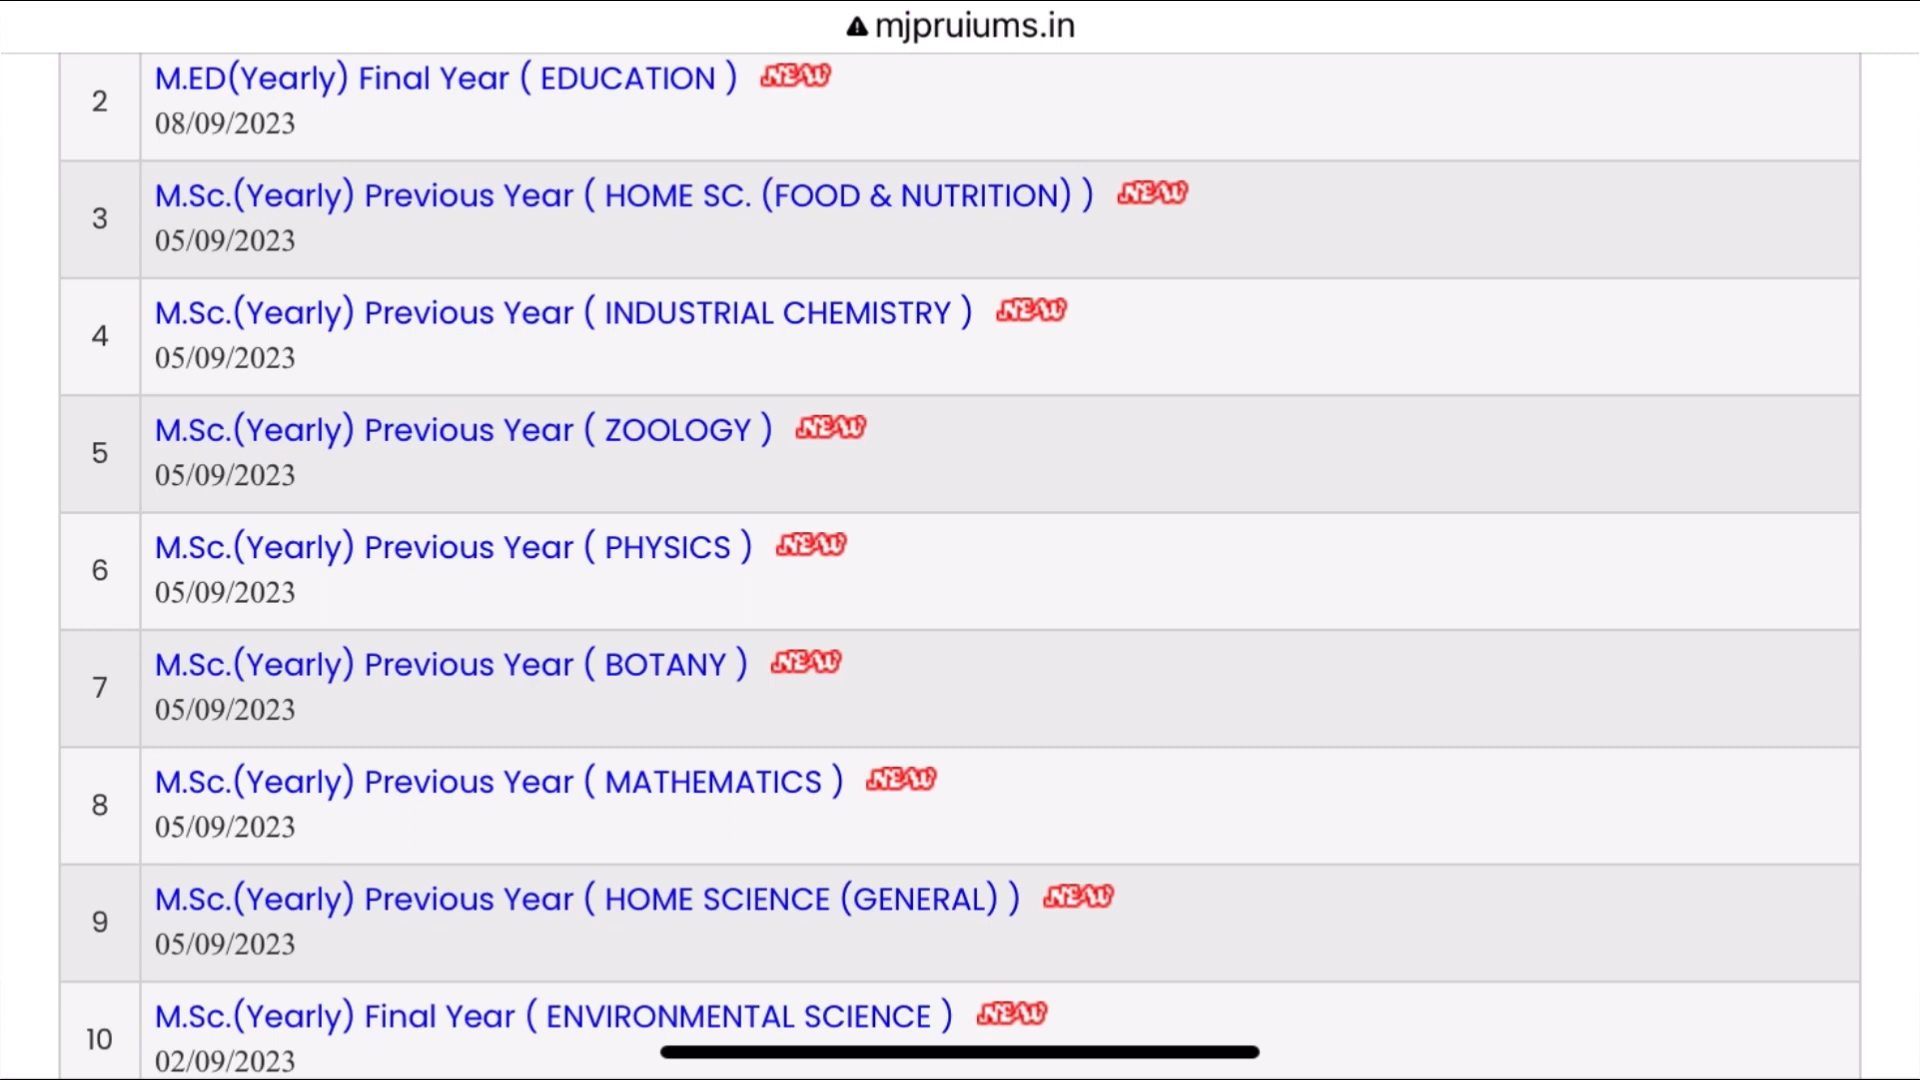 mjpruiums.in
2
M.ED(Yearly) Final Year ( EDUCATION ) NEW
08/09/2023
3
M.Sc.(Yearly) Previous Year ( HOME SC. (FOOD & NUTRITION) ) NEW
05/09/2023
4
M.Sc.(Yearly) Previous Year ( INDUSTRIAL CHEMISTRY ) NEW
05/09/2023
5
M.Sc.(Yearly) Previous Year ( ZOOLOGY ) NEW
05/09/2023
6
M.Sc.(Yearly) Previous Year ( PHYSICS ) NEW
05/09/2023
7
M.Sc.(Yearly) Previous Year ( BOTANY ) NEW
05/09/2023
8
M.Sc.(Yearly) Previous Year ( MATHEMATICS ) NEW
05/09/2023
9
M.Sc.(Yearly) Previous Year ( HOME SCIENCE (GENERAL) ) NEW
05/09/2023
10
M.Sc.(Yearly) Final Year ( ENVIRONMENTAL SCIENCE ) NEW
02/09/2023